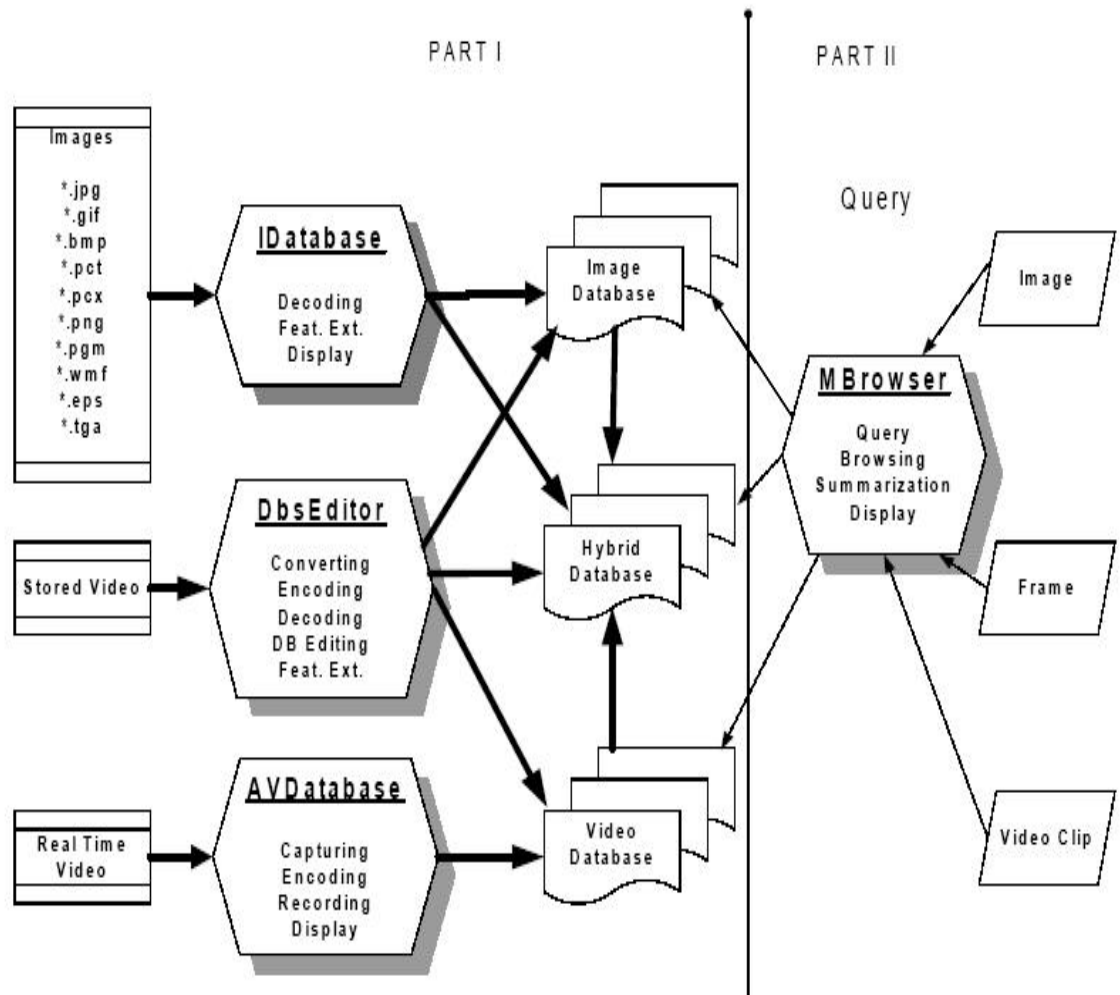 PART I
PART II
Images
*.jpg
*.gif
*.bmp
*.pct
*.pcx
*.png
*.pgm
*.wmf
*.eps
*.tga
IDatabase
Decoding
Feat. Ext.
Display
Image
Database
Query
Image
MBrowser
Query
Browsing
Summarization
Display
Stored Video
DbsEditor
Converting
Encoding
Decoding
DB Editing
Feat. Ext.
Hybrid
Database
Frame
Real Time
Video
AVDatabase
Capturing
Encoding
Recording
Display
Video
Database
Video Clip